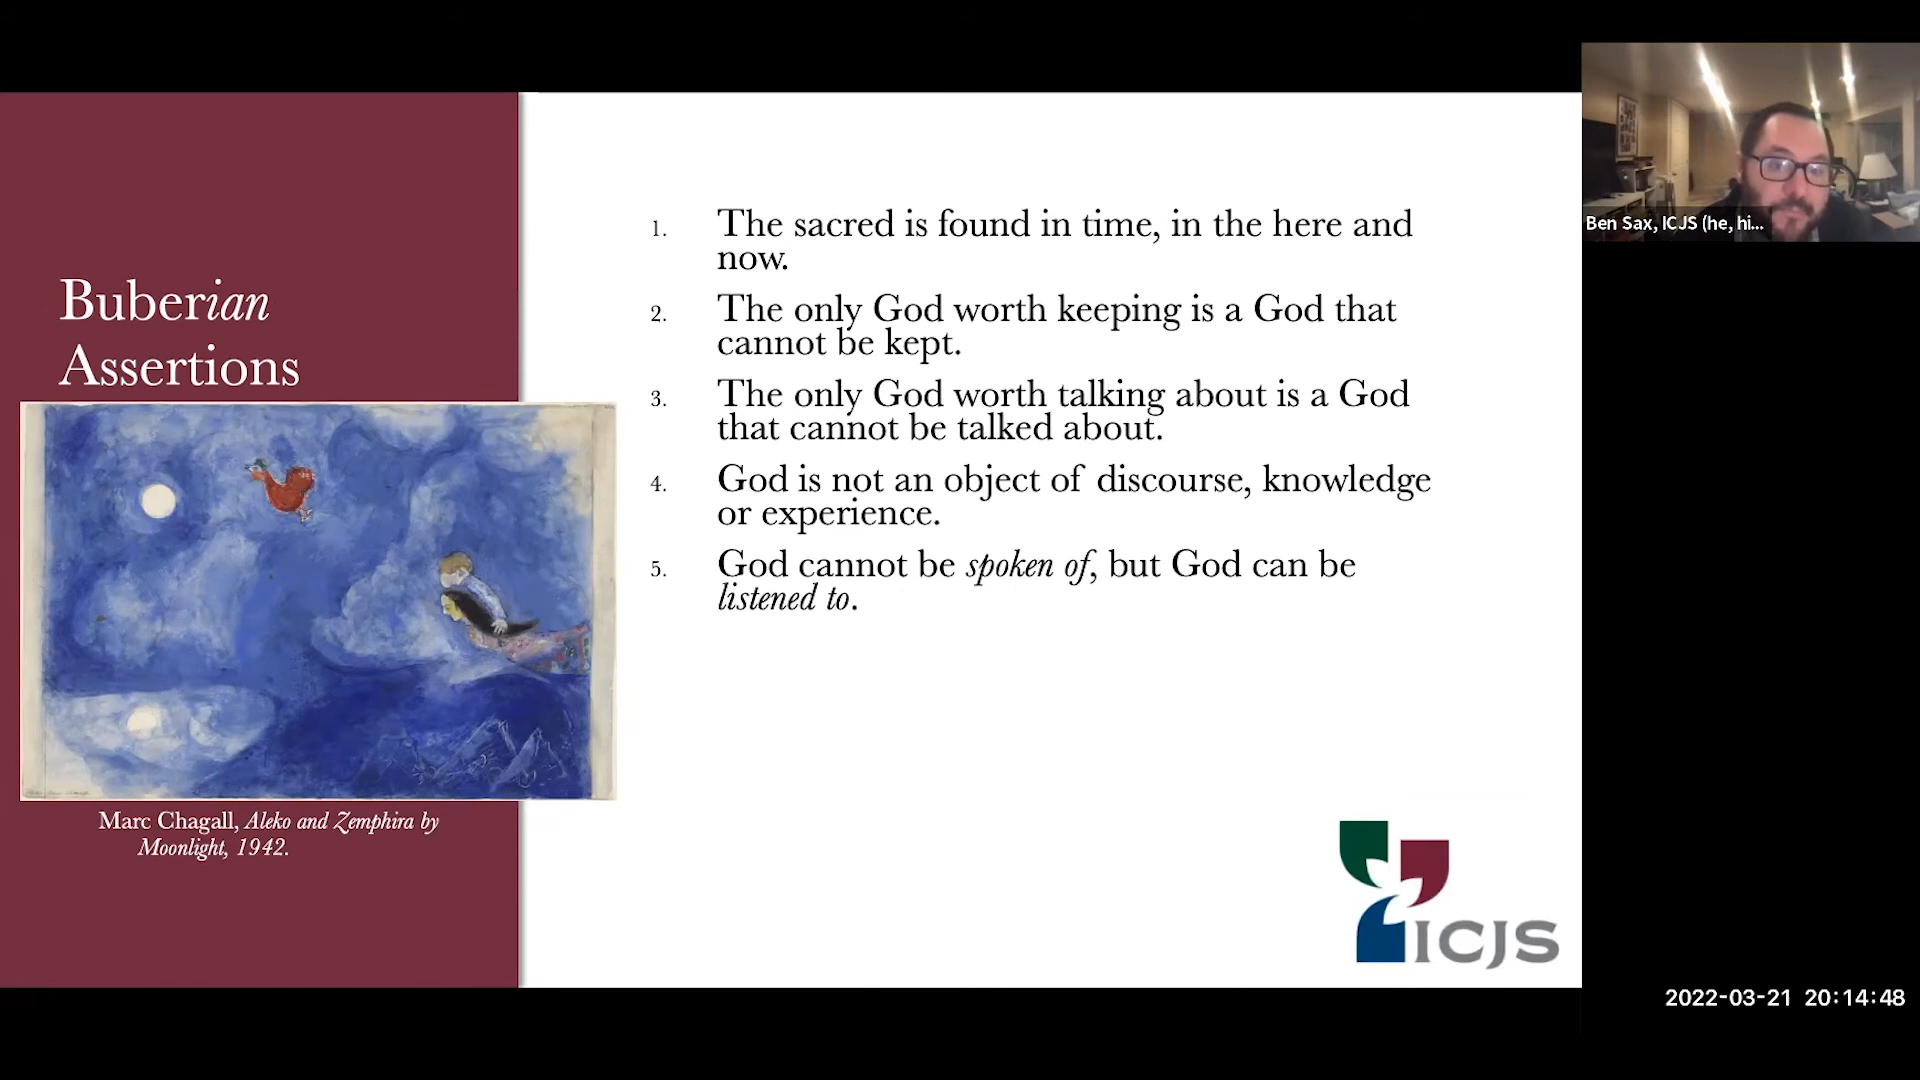 Buberian
Assertions
Marc Chagall, Aleko and Zemphira by
Moonlight, 1942.
1. The sacred is found in time, in the here and
now.
2. The only God worth keeping is a God that
cannot be kept.
3. The only God worth talking about is a God
that cannot be talked about.
4. God is not an object of discourse, knowledge
or experience.
5. God cannot be spoken of, but God can be
listened to.
ICJS
Ben Sax, ICJS (he, hi...
2022-03-21 20:14:48